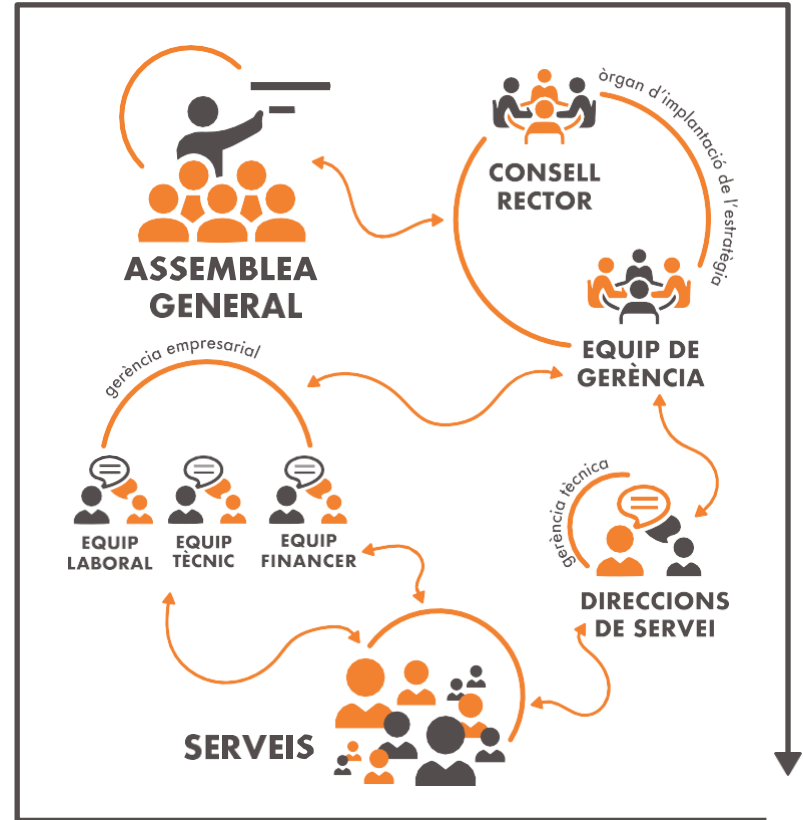 ASSEMBLEA
GENERAL
òrgan d'implantació de l'estratègia
CONSELL
RECTOR
EQUIP DE
GERÈNCIA
gerència empresarial
EQUIP
LABORAL
EQUIP
TÈCNIC
EQUIP
FINANCER
gerència tècnica
DIRECCIONS
DE SERVEI
SERVEIS